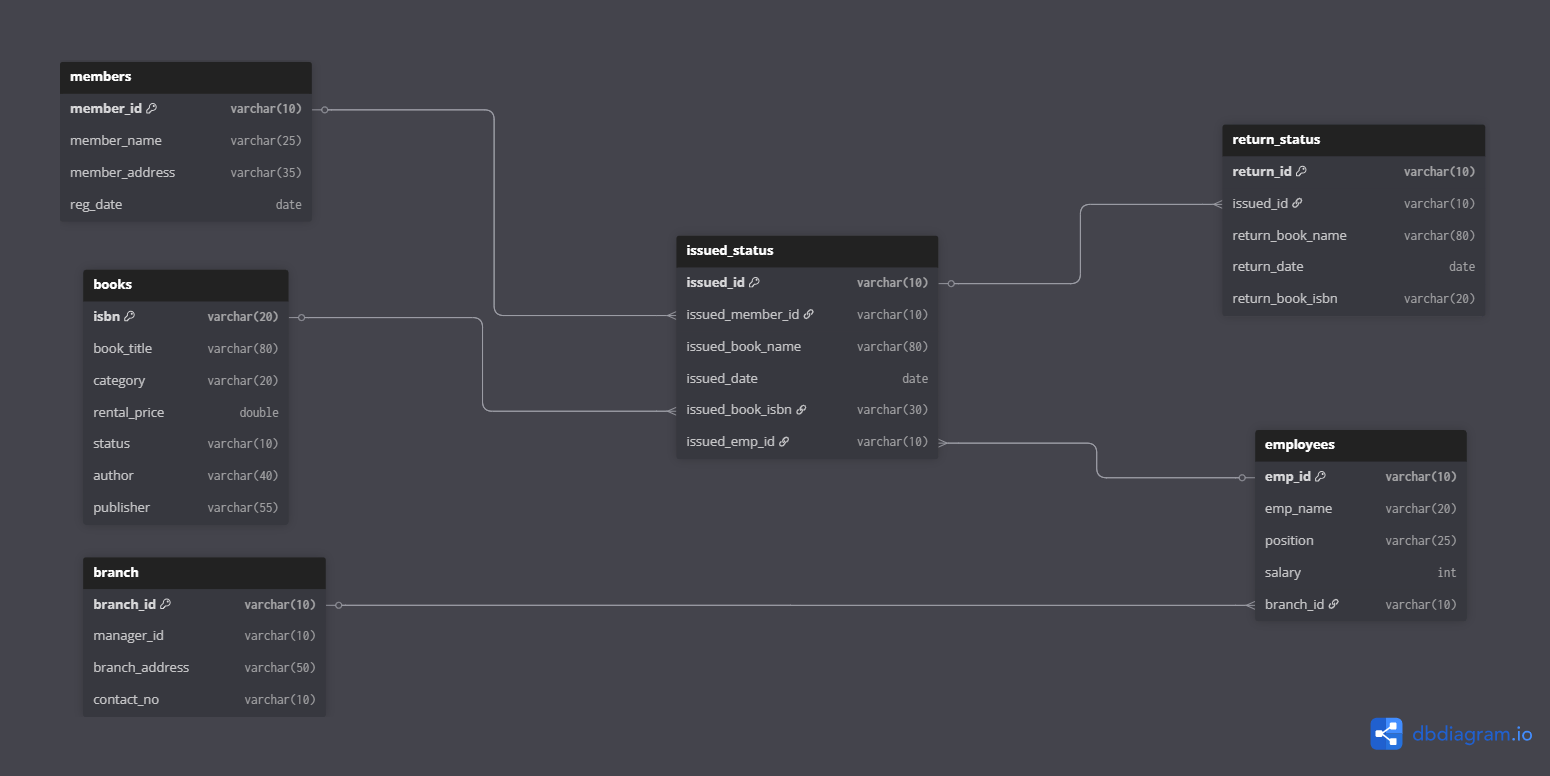 members
member_id varchar(10)
member_name varchar(25)
member_address varchar(35)
reg_date date
books
isbn varchar(20)
book_title varchar(80)
category varchar(20)
rental_price double
status varchar(10)
author varchar(40)
publisher varchar(55)
branch
branch_id varchar(10)
manager_id varchar(10)
branch_address varchar(50)
contact_no varchar(10)
issued_status
issued_id varchar(10)
issued_member_id varchar(10)
issued_book_name varchar(80)
issued_date date
issued_book_isbn varchar(30)
issued_emp_id varchar(10)
return_status
return_id varchar(10)
issued_id varchar(10)
return_book_name varchar(80)
return_date date
return_book_isbn varchar(20)
employees
emp_id varchar(10)
emp_name varchar(20)
position varchar(25)
salary int
branch_id varchar(10)
dbdiagram.io